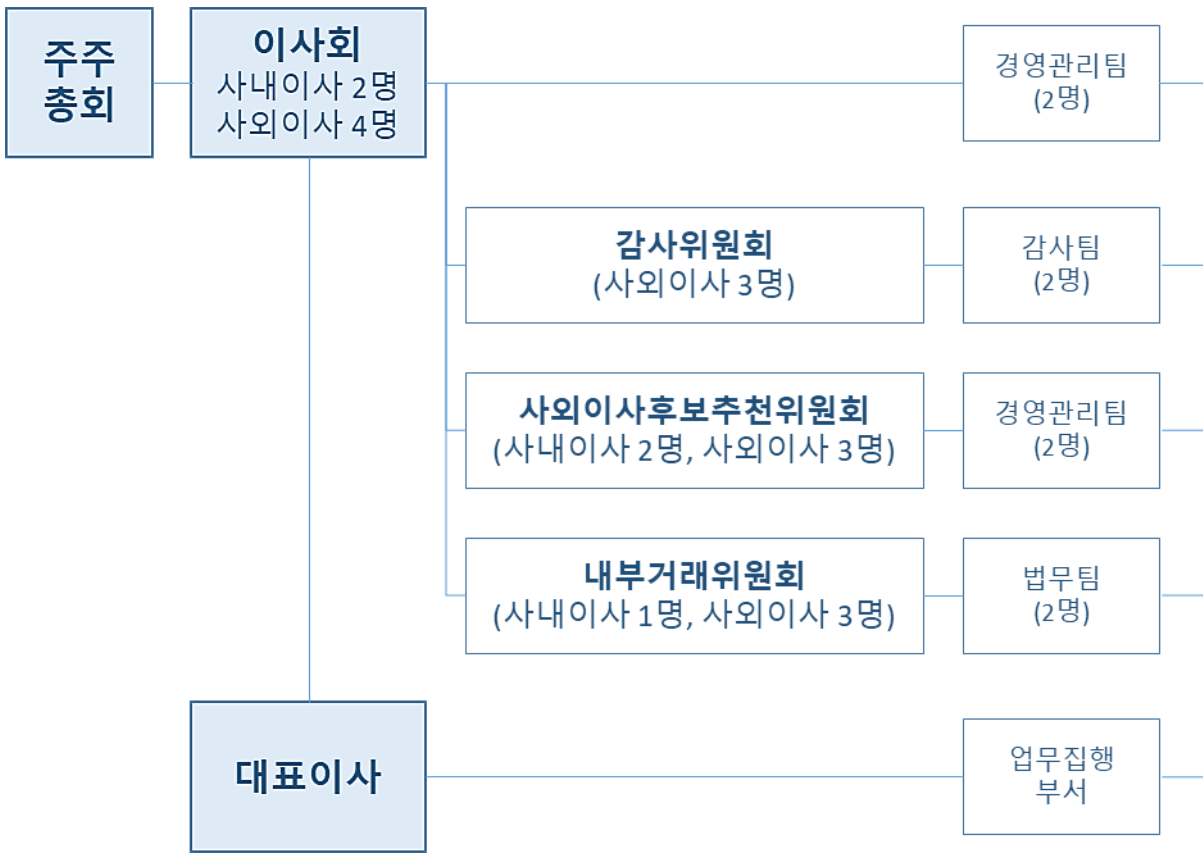 주주
총회
이사회
사내이사 2명
사외이사 4명
경영관리팀
(2명)
감사위원회
(사외이사 3명)
감사팀
(2명)
사외이사후보추천위원회
(사내이사 2명, 사외이사 3명)
경영관리팀
(2명)
내부거래위원회
(사내이사 1명, 사외이사 3명)
법무팀
(2명)
대표이사
업무집행
부서